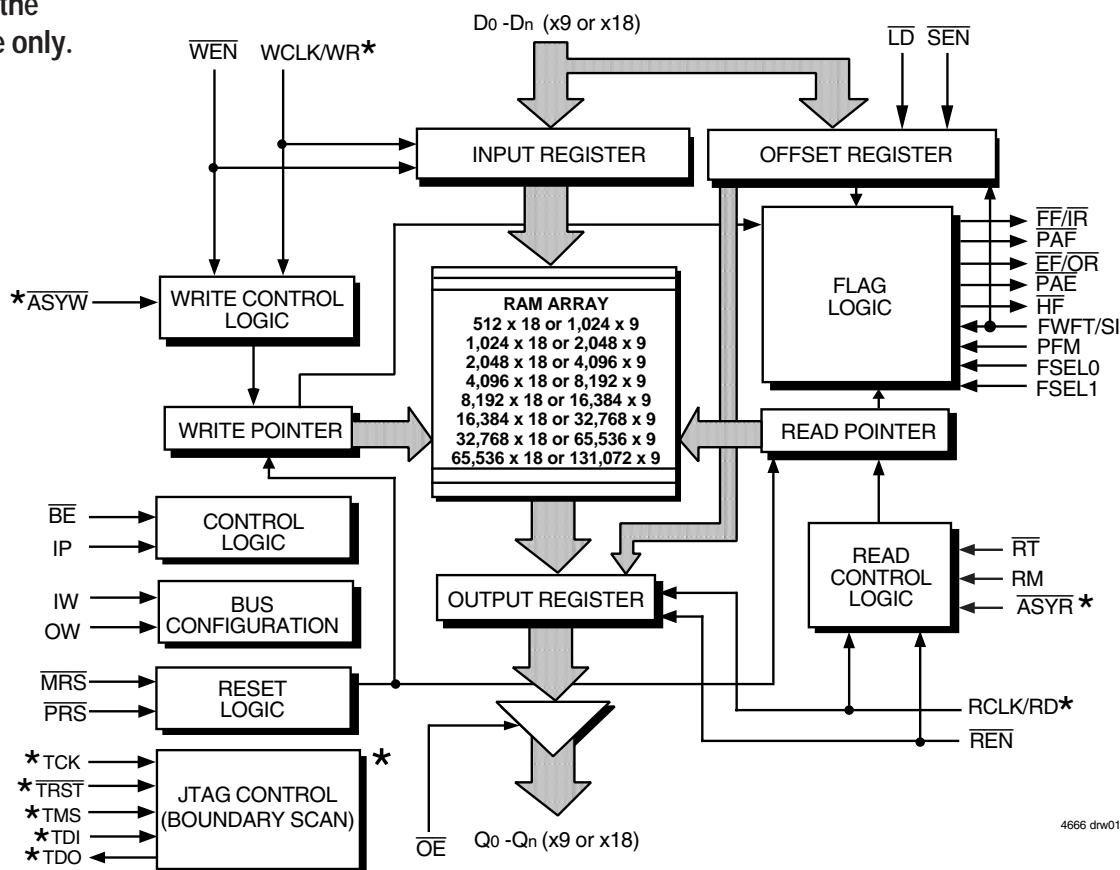 the
e only.
D0 -Dn (x9 or x18)
WEN
WCLK/WR*
LD
SEN
INPUT REGISTER
OFFSET REGISTER
*ASYW
WRITE CONTROL
LOGIC
RAM ARRAY
512 x 18 or 1,024 x 9
1,024 x 18 or 2,048 x 9
2,048 x 18 or 4,096 x 9
4,096 x 18 or 8,192 x 9
8,192 x 18 or 16,384 x 9
16,384 x 18 or 32,768 x 9
32,768 x 18 or 65,536 x 9
65,536 x 18 or 131,072 x 9
FLAG
LOGIC
FF/IR
PAF
EF/OR
PAE
HF
FWFT/SI
PFM
FSEL0
FSEL1
WRITE POINTER
READ POINTER
BE
IP
CONTROL
LOGIC
READ
CONTROL
LOGIC
RT
RM
ASYR*
IW
OW
BUS
CONFIGURATION
OUTPUT REGISTER
MRS
PRS
RESET
LOGIC
RCLK/RD*
REN
*TCK
*TRST
*TMS
*TDI
*TDO
JTAG CONTROL
(BOUNDARY SCAN)
*
OE
Q0 -Qn (x9 or x18)
4666 drw01